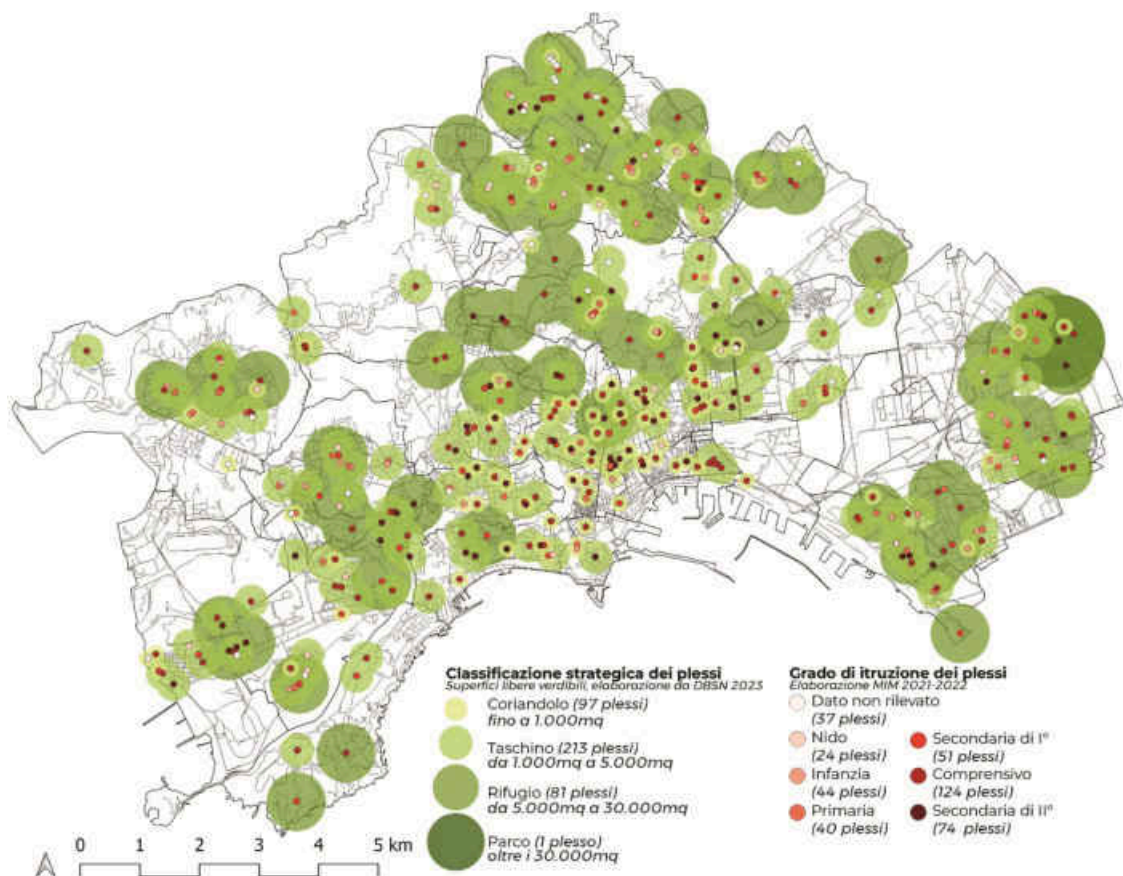 Classificazione strategica dei plessi
Superfici libere verdibili, elaborazione da DBSN 2023
Coriandolo (97 plessi)
fino a 1.000mq
Taschino (213 plessi)
da 1.000mq a 5.000mq
Rifugio (81 plessi)
da 5.000mq a 30.000mq
Parco (1 plesso)
oltre i 30.000mq
Grado di itruzione dei plessi
Elaborazione MIM 2021-2022
Dato non rilevato
(37 plessi)
Nido
(24 plessi)
Infanzia
(44 plessi)
Primaria
(40 plessi)
Secondaria di I°
(51 plessi)
Comprensivo
(124 plessi)
Secondaria di II°
(74 plessi)
0 1 2 3 4 5 km